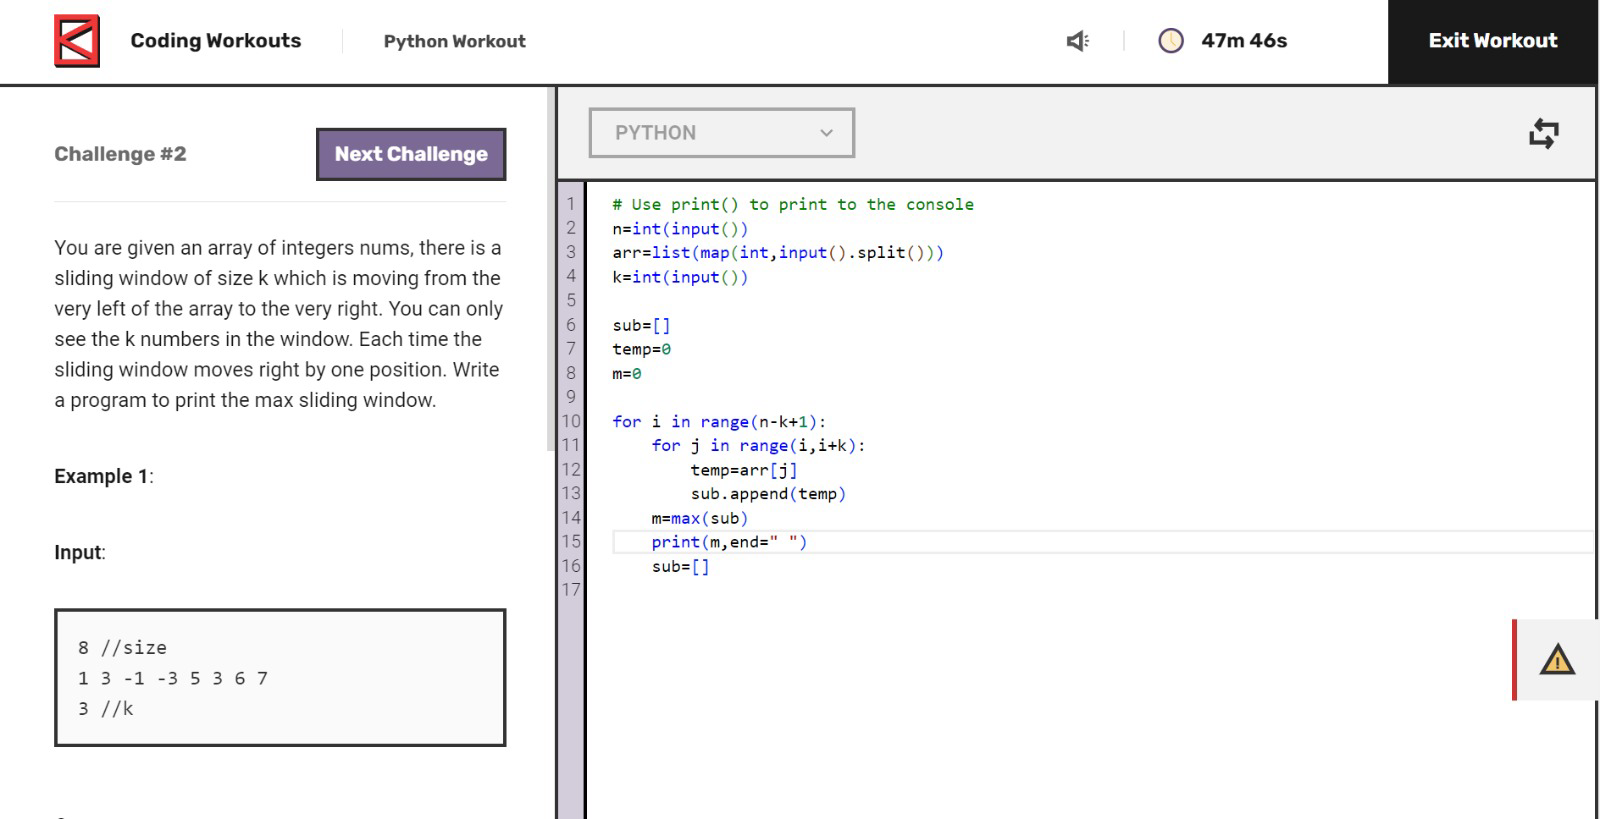 Coding Workouts
Python Workout
47m 46s
Exit Workout
Challenge #2
Next Challenge
You are given an array of integers nums, there is a
sliding window of size k which is moving from the
very left of the array to the very right. You can only
see the k numbers in the window. Each time the
sliding window moves right by one position. Write
a program to print the max sliding window.
Example 1:
Input:
8 //size
1 3 -1 -3 5 3 6 7
3 //k
PYTHON
1 # Use print() to print to the console
2 n=int(input())
3 arr=list(map(int,input().split()))
4 k=int(input())
5
6 sub=[]
7 temp=0
8 m=0
9
10 for i in range(n-k+1):
11     for j in range(i,i+k):
12         temp=arr[j]
13         sub.append(temp)
14     m=max(sub)
15     print(m,end=" ")
16     sub=[]
17